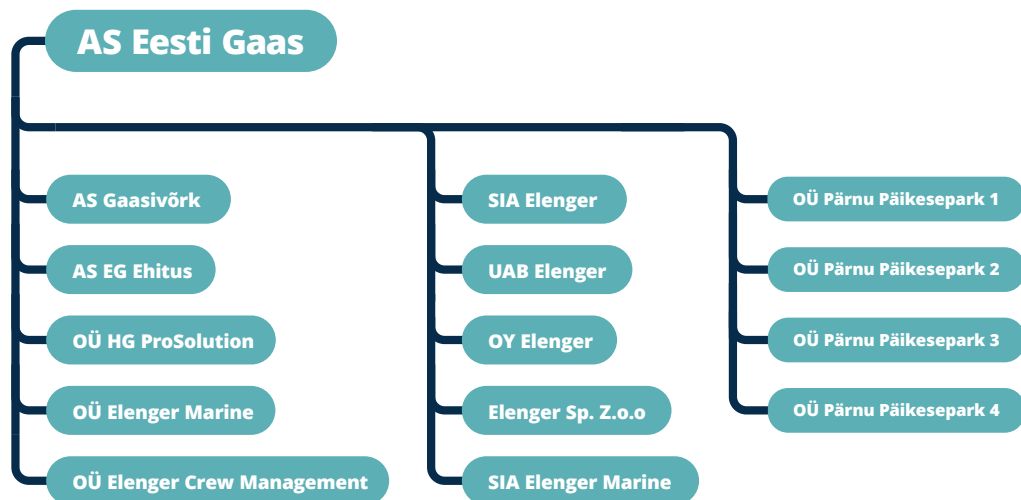 AS Eesti Gaas
AS Gaasivõrk
AS EG Ehitus
OÜ HG ProSolution
OÜ Elenger Marine
OÜ Elenger Crew Management
SIA Elenger
UAB Elenger
OY Elenger
Elenger Sp. Z.o.o
SIA Elenger Marine
OÜ Pärnu Päikesepark 1
OÜ Pärnu Päikesepark 2
OÜ Pärnu Päikesepark 3
OÜ Pärnu Päikesepark 4